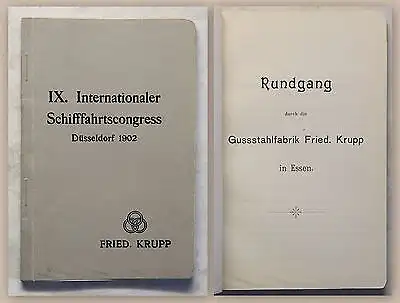 IX. Internationaler
Schifffahrtscongress
Düsseldorf 1902
FRIED. KRUPP
Rundgang
durch die
Gussstahlfabrik Fried. Krupp
in Essen.